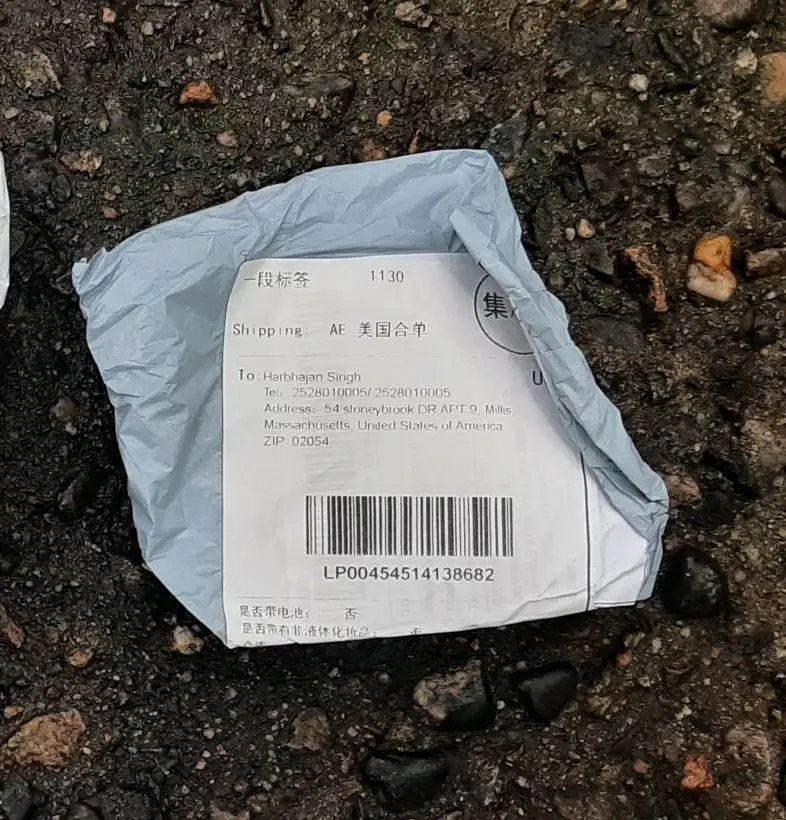 一段标签 1130
集
Shipping: AE 美国合单
To: Harbhajan Singh
U
Tel: 2528010005/ 2528010005
Address: 54 stoneybrook DR APT 9, Millis,
Massachusetts, United States of America
ZIP 02054
LP00454514138682
是否带电池: 否
是否带有非液体化妆品: 否